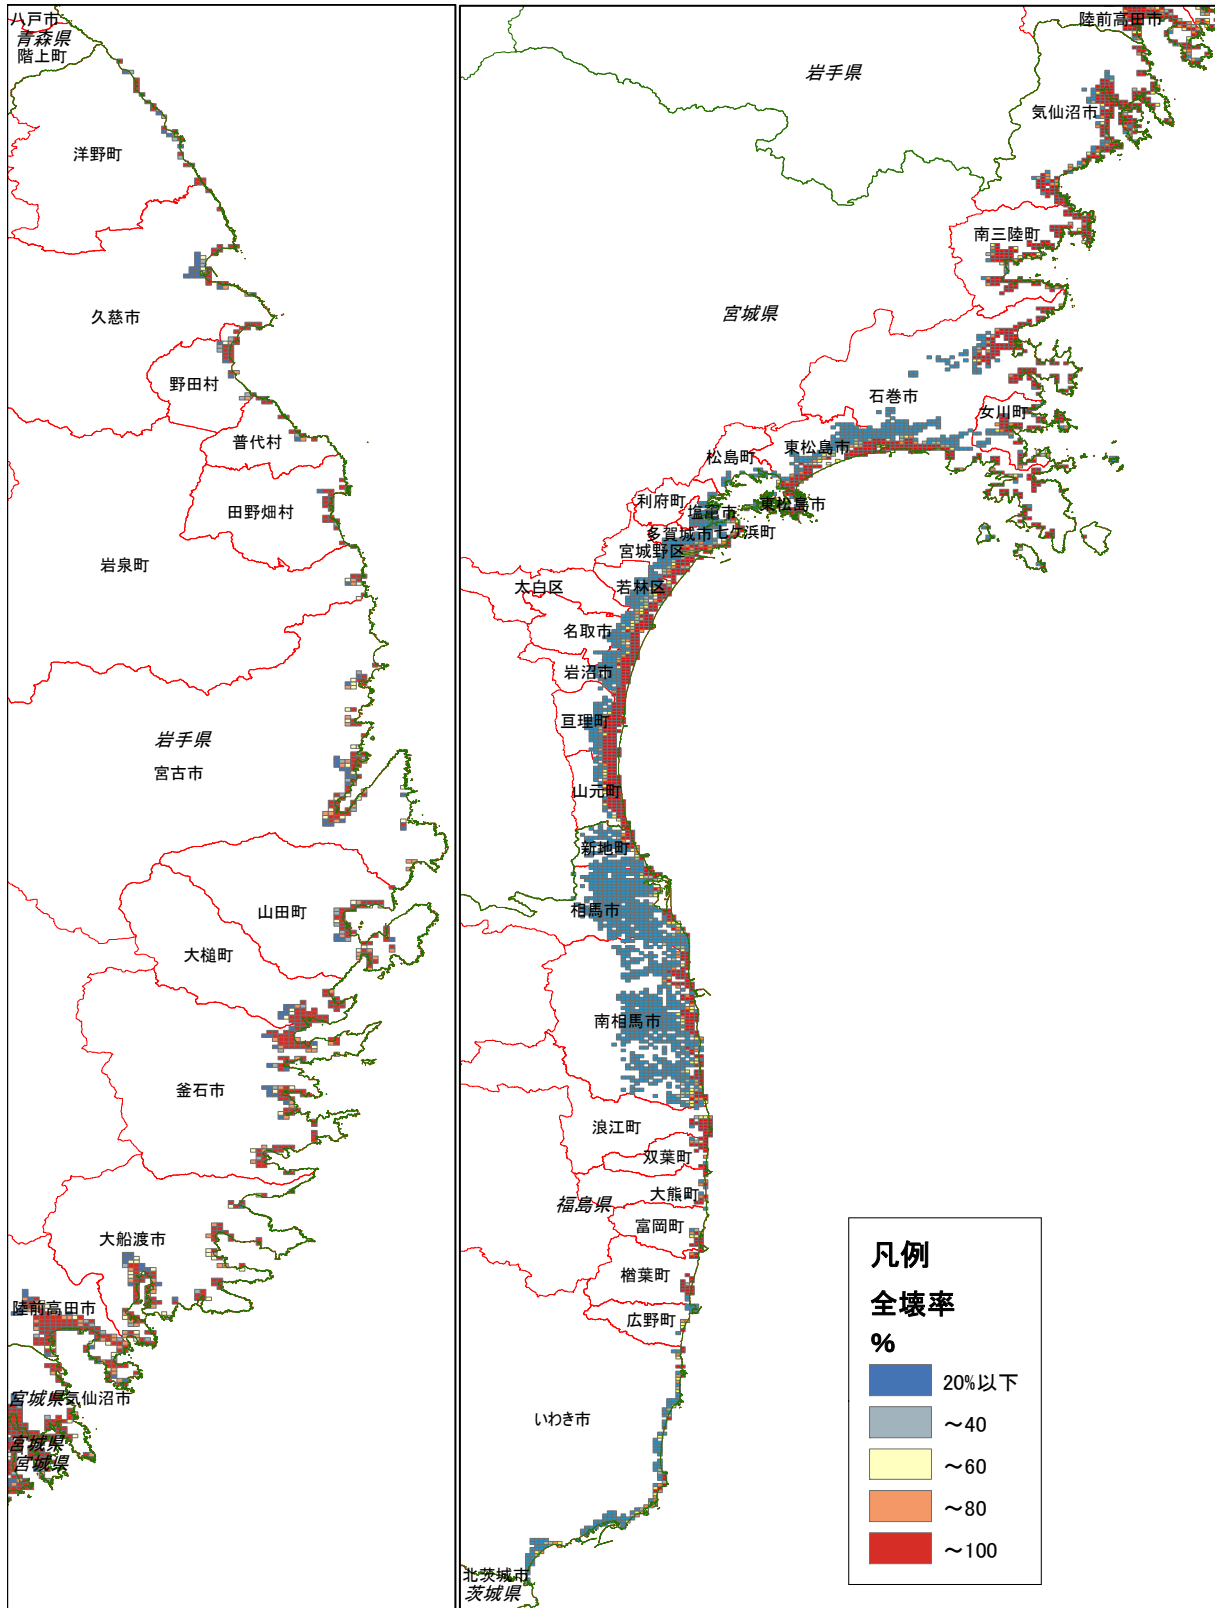 八戸市
青森県
階上町
洋野町
久慈市
野田村
普代村
田野畑村
岩泉町
岩手県
宮古市
山田町
大槌町
釜石市
大船渡市
陸前高田市
宮城県
気仙沼市
宮城県
宮城県
陸前高田市
岩手県
気仙沼市
南三陸町
宮城県
石巻市
女川町
東松島市
松島町
利府町
東松島市
塩竈市
多賀城市
七ケ浜町
宮城野区
太白区
若林区
名取市
岩沼市
亘理町
山元町
新地町
相馬市
南相馬市
浪江町
双葉町
大熊町
福島県
富岡町
楢葉町
広野町
いわき市
北茨城市
茨城県
凡例
全壊率
%
20%以下
～40
～60
～80
～100